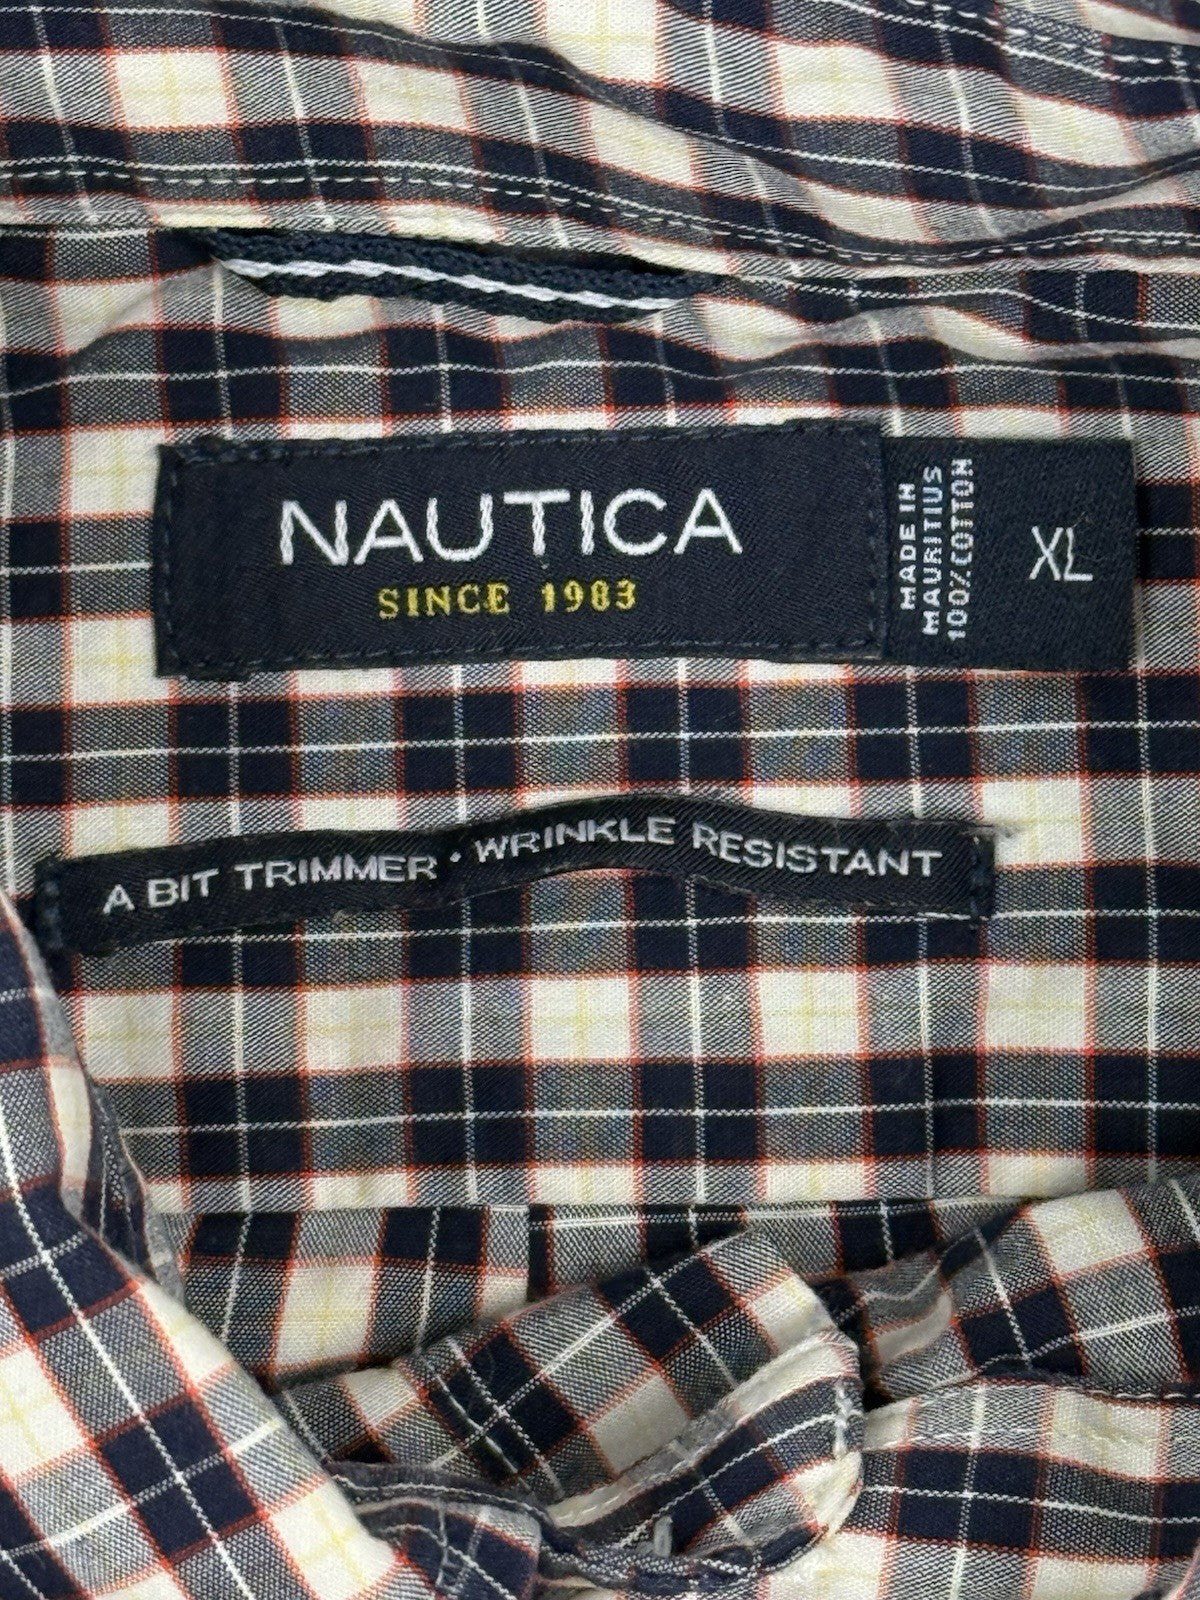 NAUTICA
SINCE 1983
MADE IN
MAURITIUS
100% COTTON
XL
A BIT TRIMMER • WRINKLE RESISTANT